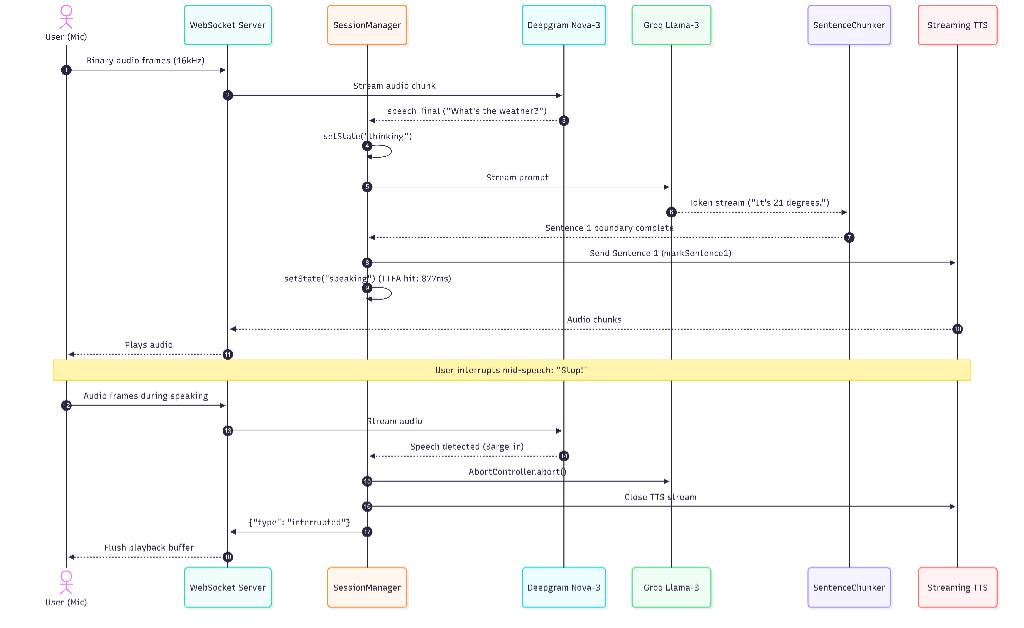 User (Mic)
WebSocket Server
SessionManager
Deepgram Nova-3
Groq Llama-3
SentenceChunker
Streaming TTS
1
Binary audio frames (16kHz)
2
Stream audio chunk
3
speech_final ("What's the weather?")
setState("thinking")
4
5
Stream prompt
6
Token stream ("It's 21 degrees.")
7
Sentence 1 boundary complete
8
Send Sentence 1 (markSentence1)
setState("speaking") (TTFA hit: 877ms)
9
10
Audio chunks
11
Plays audio
User interrupts mid-speech: "Stop!"
12
Audio frames during speaking
13
Stream audio
14
Speech detected (Barge-in)
15
AbortController.abort()
16
Close TTS stream
17
{"type": "interrupted"}
18
Flush playback buffer
User (Mic)
WebSocket Server
SessionManager
Deepgram Nova-3
Groq Llama-3
SentenceChunker
Streaming TTS